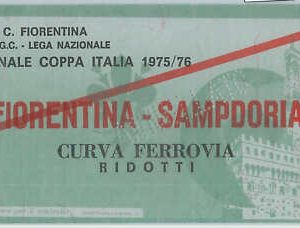 C. FIORENTINA
G.C. - LEGA NAZIONALE
NALE COPPA ITALIA 1975/76
FIORENTINA - SAMPDORIA
CURVA FERROVIA
RIDOTTI